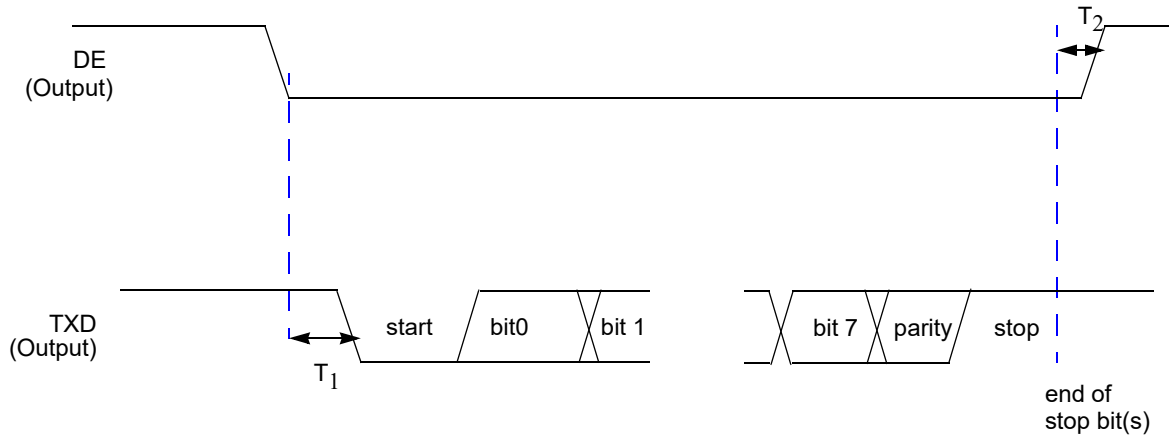 T2
DE
(Output)
TXD
(Output)
start
bit0
bit 1
bit 7
parity
stop
T1
end of
stop bit(s)